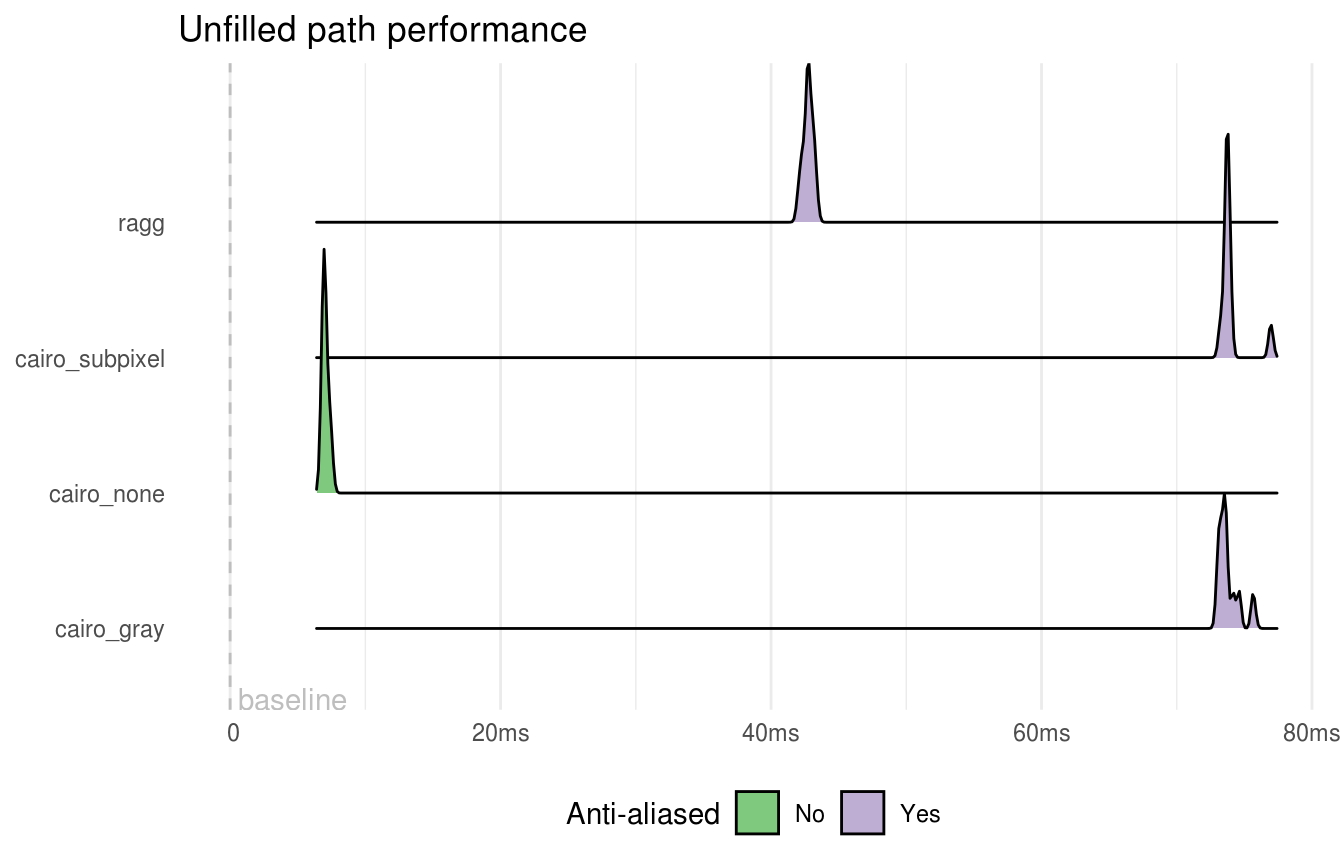 Unfilled path performance
ragg
cairo_subpixel
cairo_none
cairo_gray
baseline
0 20ms 40ms 60ms 80ms
Anti-aliased No Yes